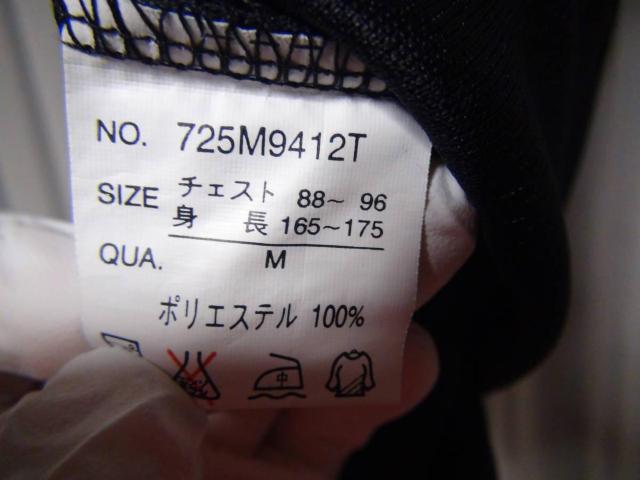 NO. 725M9412T
SIZE チェスト 88~ 96
身 長 165~175
QUA. M
ポリエステル 100%
中